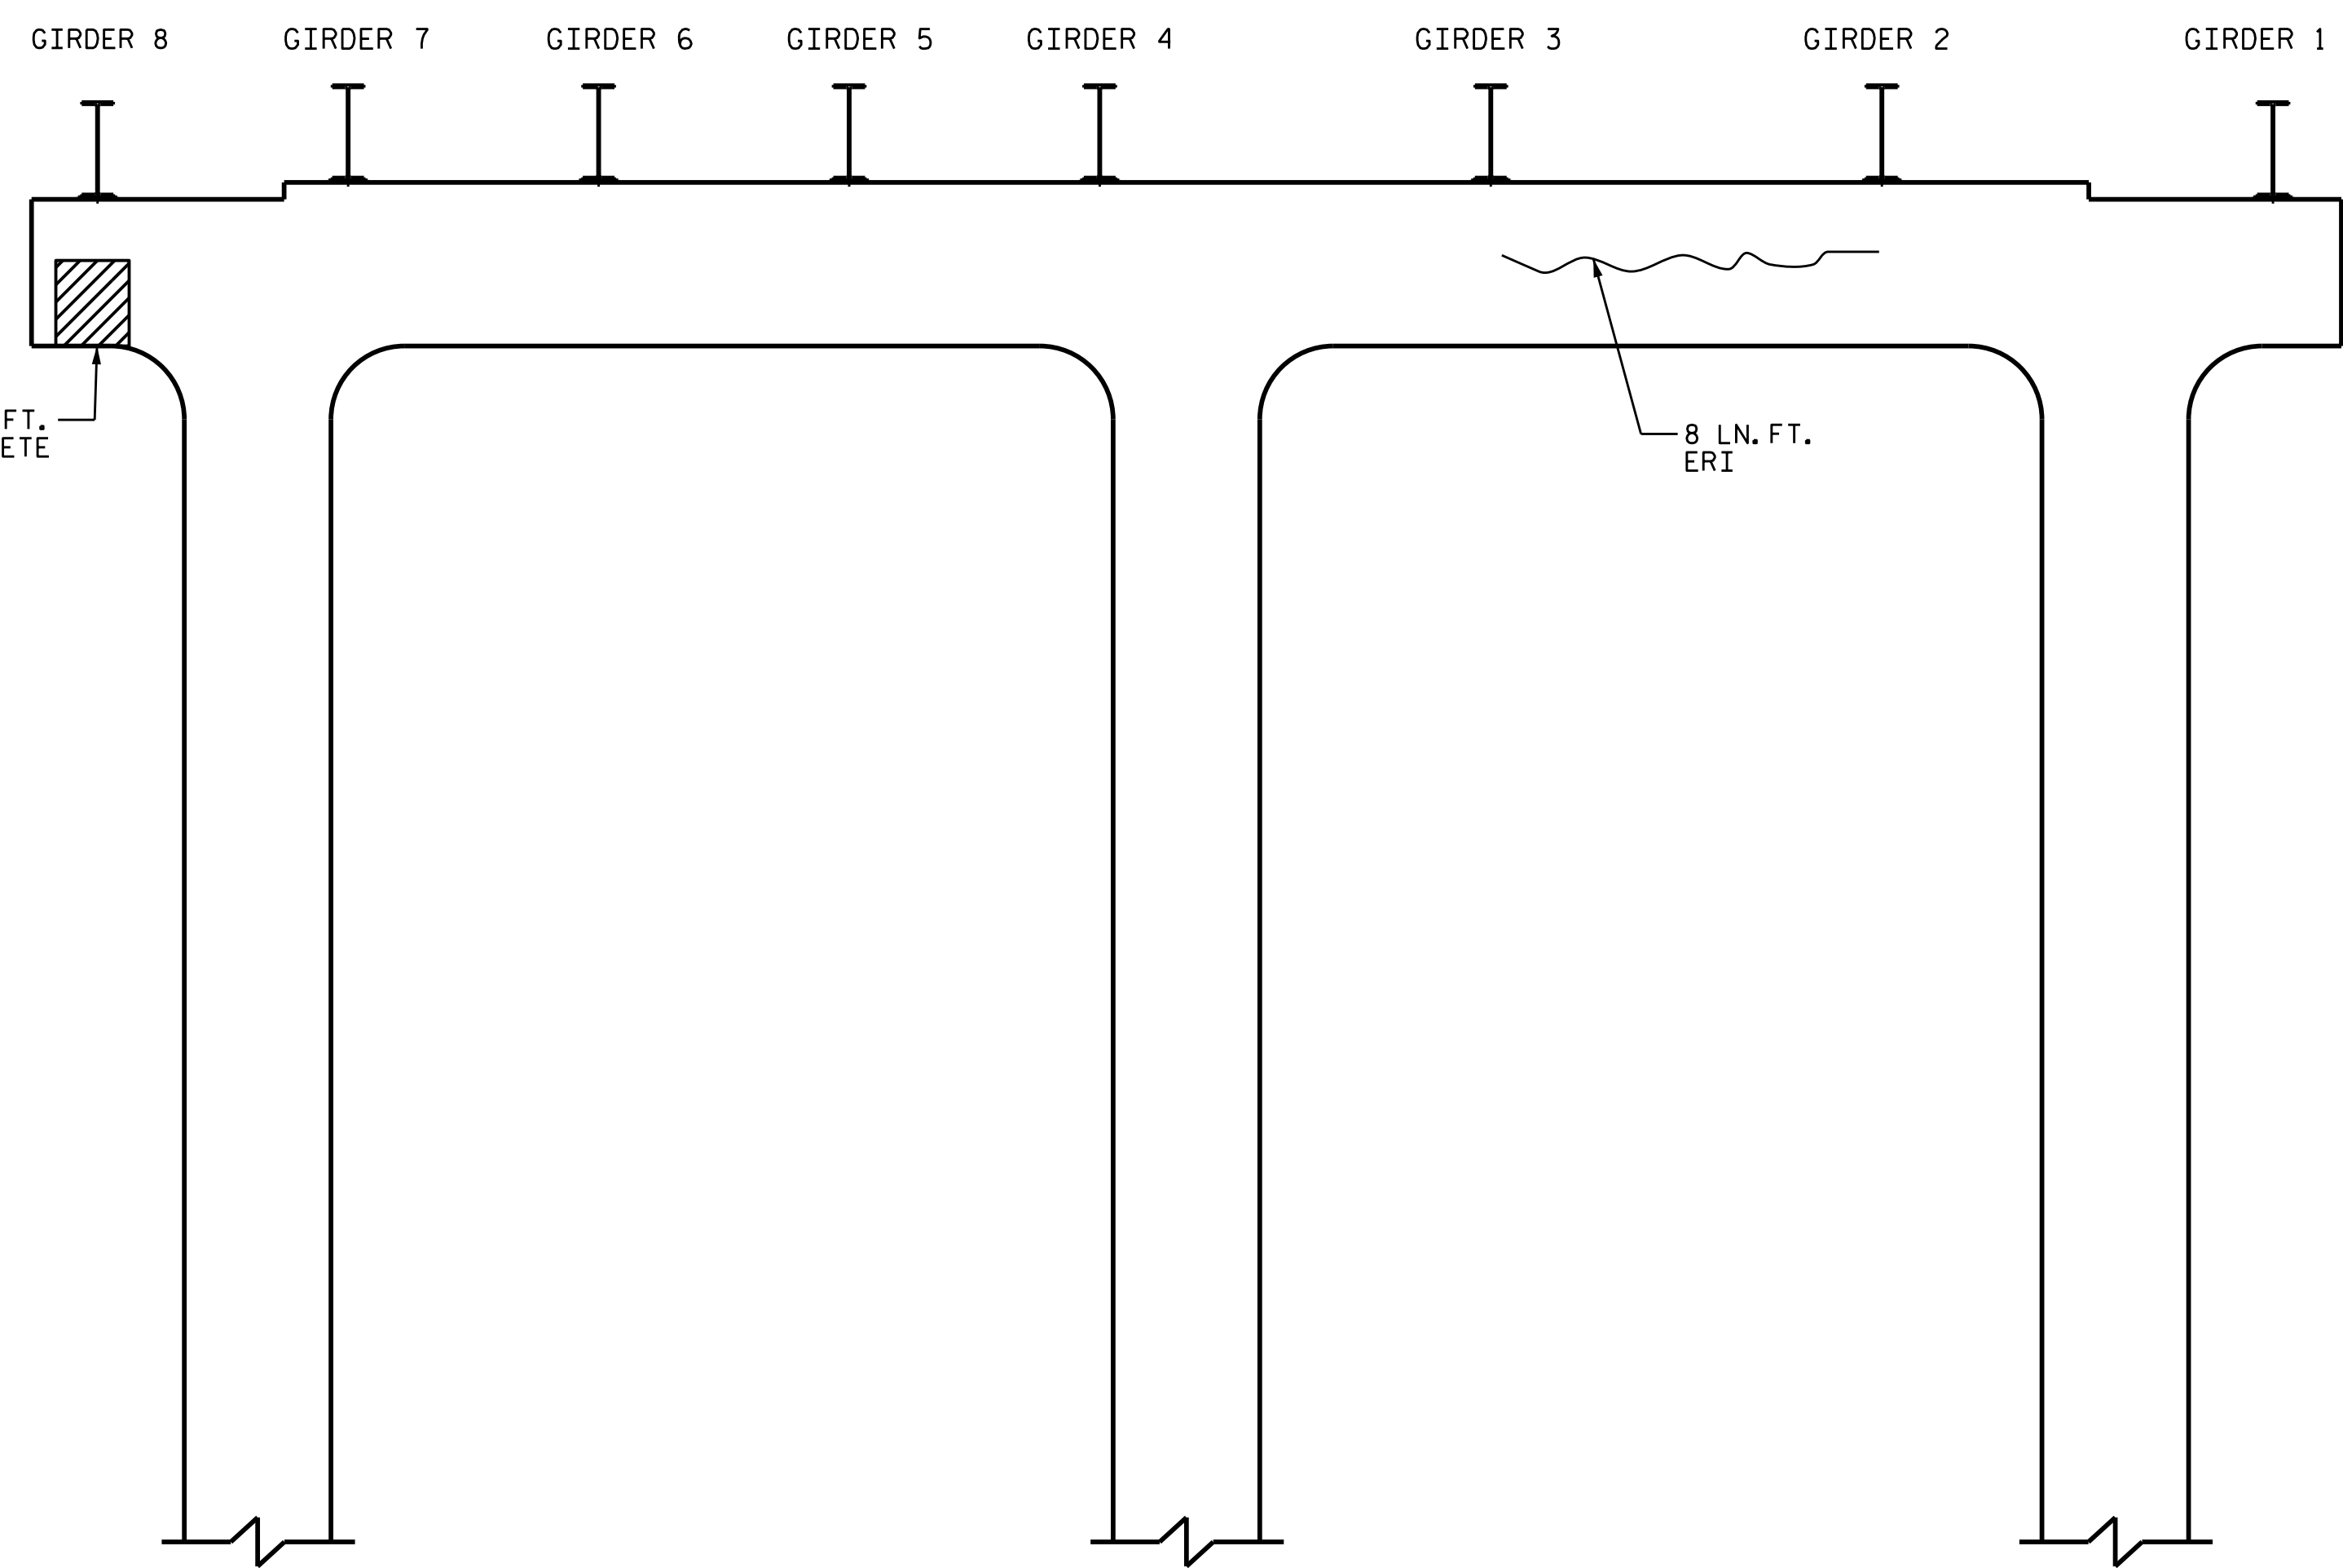 GIRDER 8 GIRDER 7 GIRDER 6 GIRDER 5 GIRDER 4 GIRDER 3 GIRDER 2 GIRDER 1
FT.
ETE
8 LN.FT.
ERI